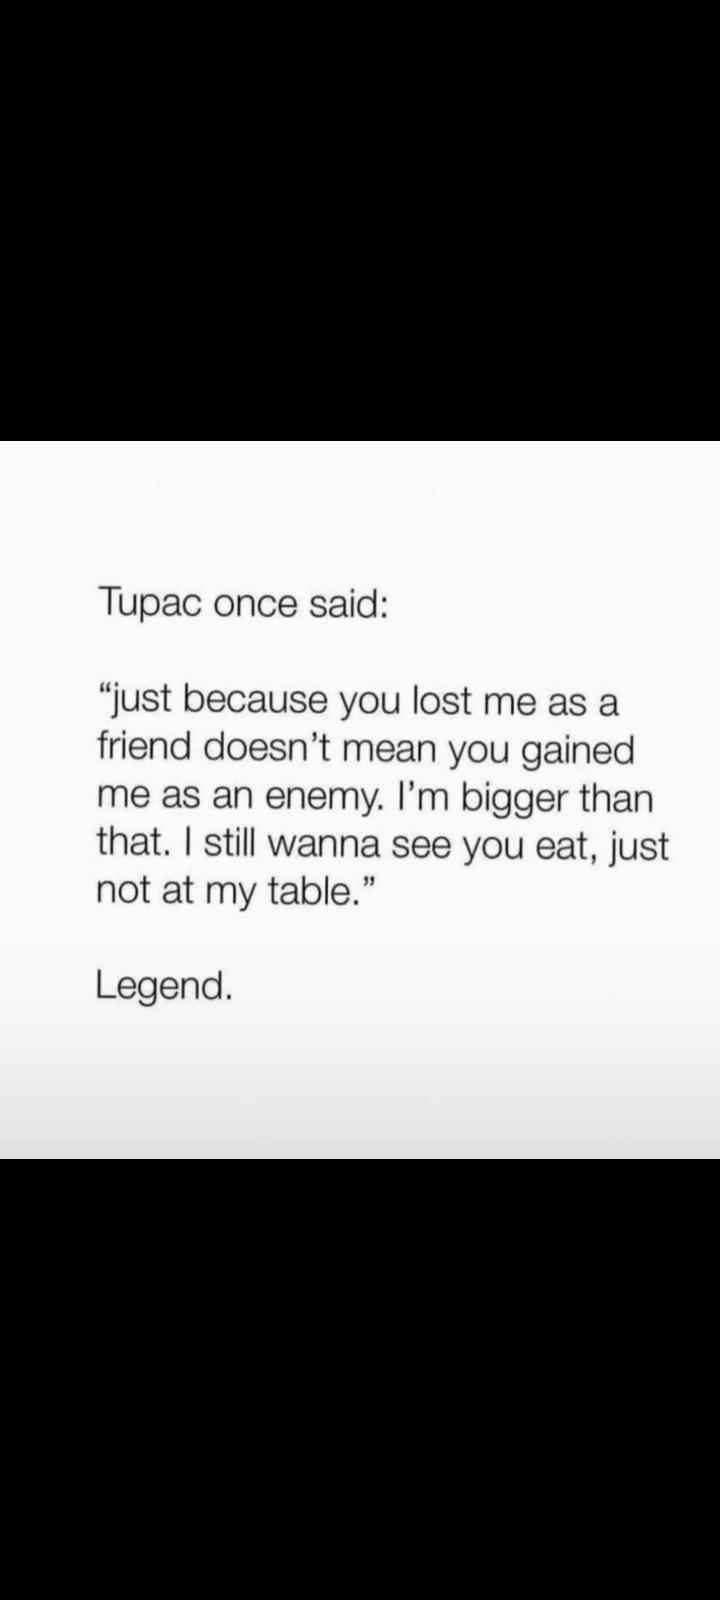 Tupac once said:
“just because you lost me as a
friend doesn’t mean you gained
me as an enemy. I’m bigger than
that. I still wanna see you eat, just
not at my table.”
Legend.